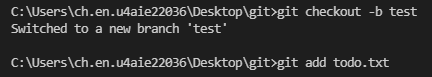 C:\Users\ch.en.u4aie22036\Desktop\git>git checkout -b test
Switched to a new branch 'test'
C:\Users\ch.en.u4aie22036\Desktop\git>git add todo.txt